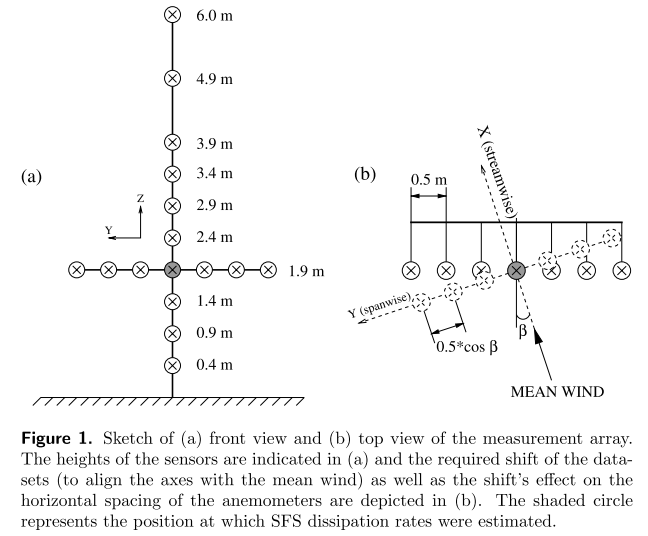 6.0 m
4.9 m
3.9 m
3.4 m
2.9 m
2.4 m
1.9 m
1.4 m
0.9 m
0.4 m
(a)
Z
Y
(b)
0.5 m
X (streamwise)
Y (spanwise)
0.5*cos β
β
MEAN WIND
Figure 1. Sketch of (a) front view and (b) top view of the measurement array.
The heights of the sensors are indicated in (a) and the required shift of the data-
sets (to align the axes with the mean wind) as well as the shift's effect on the
horizontal spacing of the anemometers are depicted in (b). The shaded circle
represents the position at which SFS dissipation rates were estimated.